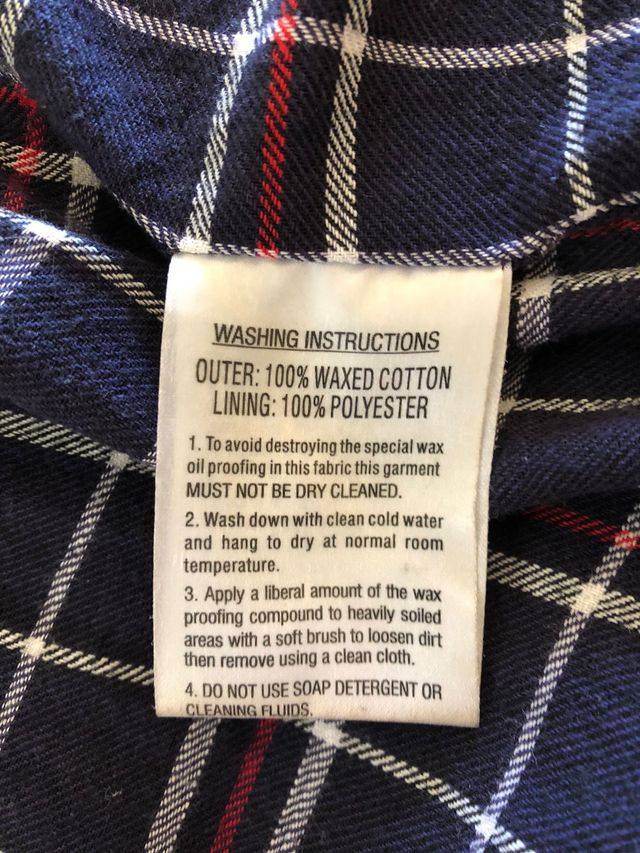 WASHING INSTRUCTIONS
OUTER: 100% WAXED COTTON
LINING: 100% POLYESTER
1. To avoid destroying the special wax
oil proofing in this fabric this garment
MUST NOT BE DRY CLEANED.
2. Wash down with clean cold water
and hang to dry at normal room
temperature.
3. Apply a liberal amount of the wax
proofing compound to heavily soiled
areas with a soft brush to loosen dirt
then remove using a clean cloth.
4. DO NOT USE SOAP DETERGENT OR
CLEANING FLUIDS.